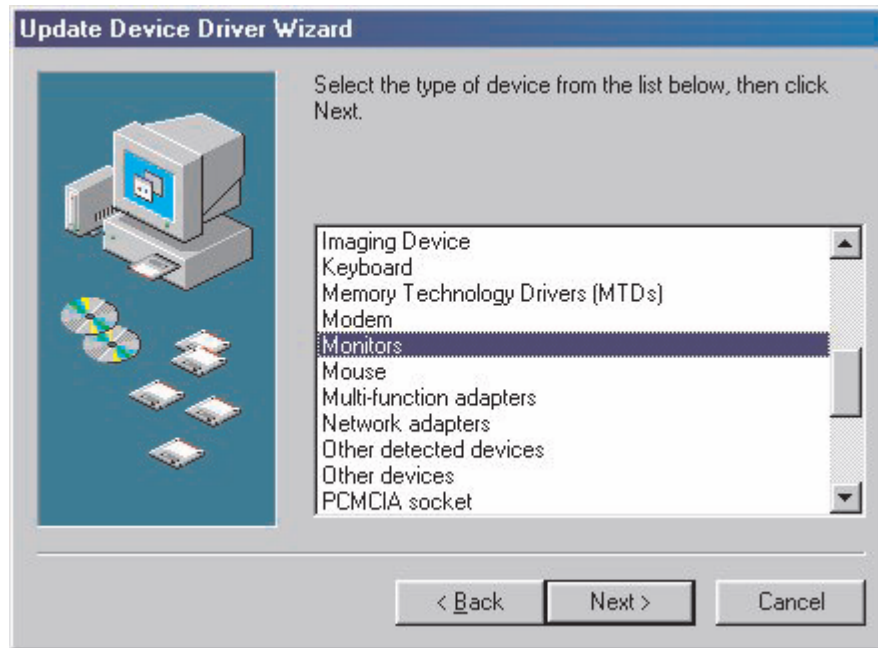 Update Device Driver Wizard
Select the type of device from the list below, then click
Next.
Imaging Device
Keyboard
Memory Technology Drivers (MTDs)
Modem
Monitors
Mouse
Multi-function adapters
Network adapters
Other detected devices
Other devices
PCMCIA socket
< Back
Next >
Cancel